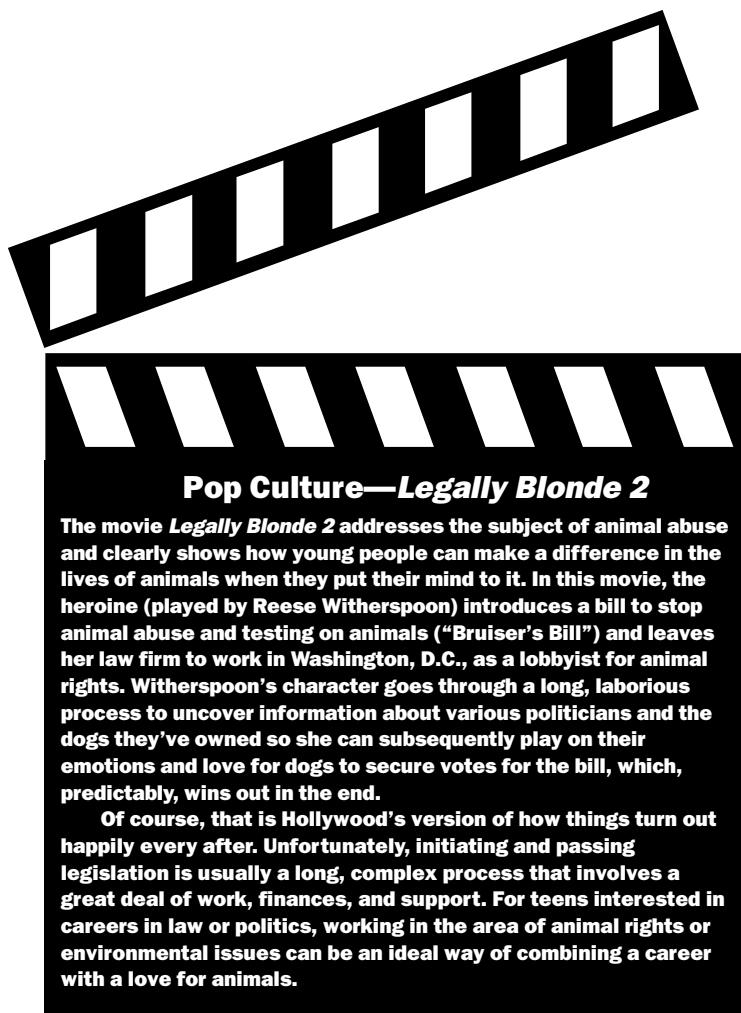 Pop Culture—Legally Blonde 2
The movie Legally Blonde 2 addresses the subject of animal abuse
and clearly shows how young people can make a difference in the
lives of animals when they put their mind to it. In this movie, the
heroine (played by Reese Witherspoon) introduces a bill to stop
animal abuse and testing on animals (“Bruiser’s Bill”) and leaves
her law firm to work in Washington, D.C., as a lobbyist for animal
rights. Witherspoon’s character goes through a long, laborious
process to uncover information about various politicians and the
dogs they’ve owned so she can subsequently play on their
emotions and love for dogs to secure votes for the bill, which,
predictably, wins out in the end.
Of course, that is Hollywood’s version of how things turn out
happily every after. Unfortunately, initiating and passing
legislation is usually a long, complex process that involves a
great deal of work, finances, and support. For teens interested in
careers in law or politics, working in the area of animal rights or
environmental issues can be an ideal way of combining a career
with a love for animals.